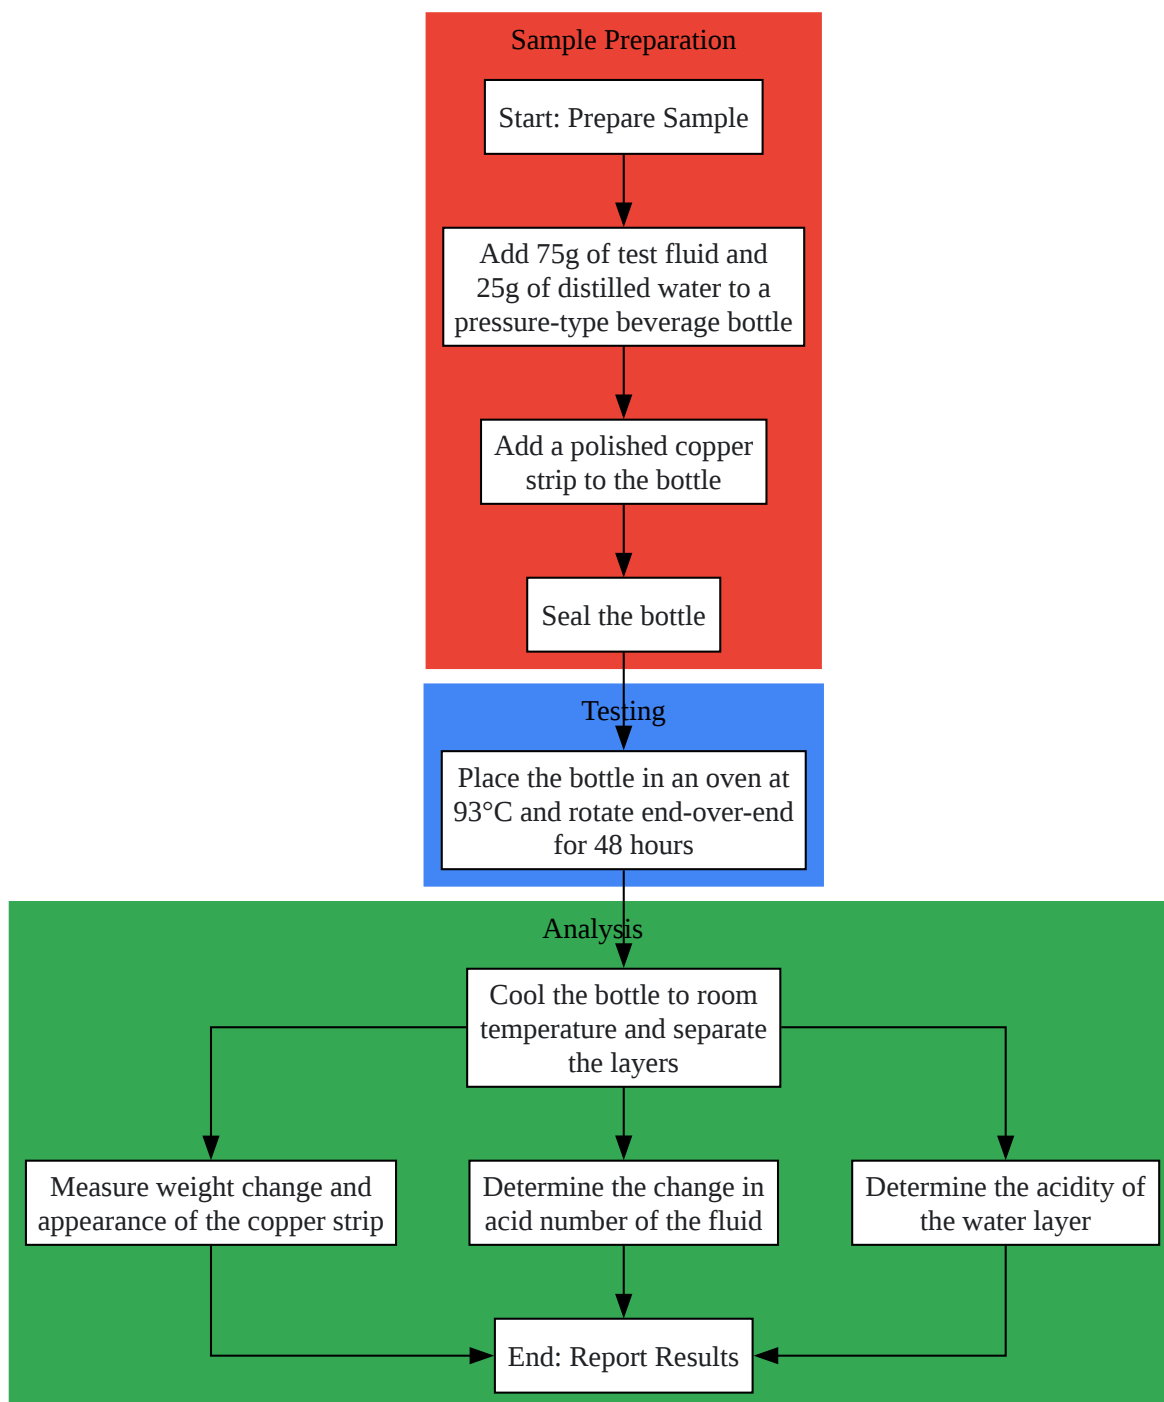 Sample Preparation
Start: Prepare Sample
Add 75g of test fluid and
25g of distilled water to a
pressure-type beverage bottle
Add a polished copper
strip to the bottle
Seal the bottle
Testing
Place the bottle in an oven at
93°C and rotate end-over-end
for 48 hours
Analysis
Cool the bottle to room
temperature and separate
the layers
Measure weight change and
appearance of the copper strip
Determine the change in
acid number of the fluid
Determine the acidity of
the water layer
End: Report Results